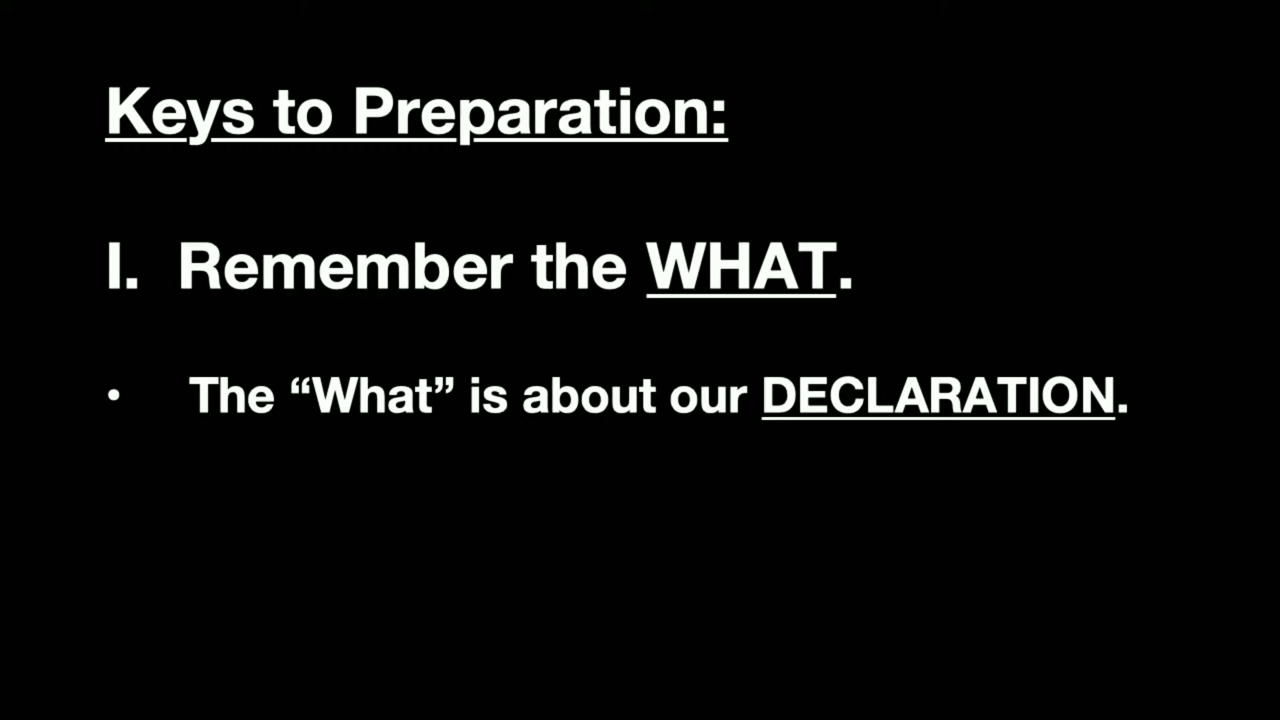 Keys to Preparation:
I. Remember the WHAT.
• The “What” is about our DECLARATION.